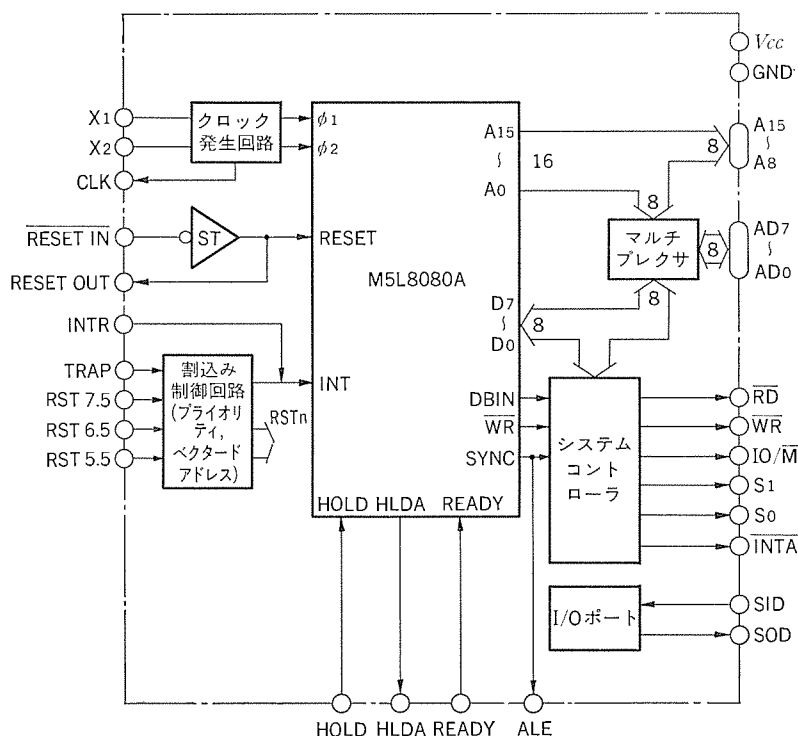 Vcc
GND
X1
X2
CLK
クロック
発生回路
φ1
φ2
A15
〜
A0
16
8
A15
〜
A8
8
マルチ
プレクサ
8
AD7
〜
AD0
RESET IN
ST
RESET
RESET OUT
M5L8080A
INTR
D7
〜
D0
8
8
TRAP
RST 7.5
RST 6.5
RST 5.5
割込み
制御回路
(プライオリ
ティ,
ベクタード
アドレス)
RSTn
INT
DBIN
WR
SYNC
システム
コント
ローラ
RD
WR
IO/M
S1
S0
INTA
HOLD HLDA READY
I/Oポート
SID
SOD
HOLD HLDA READY ALE